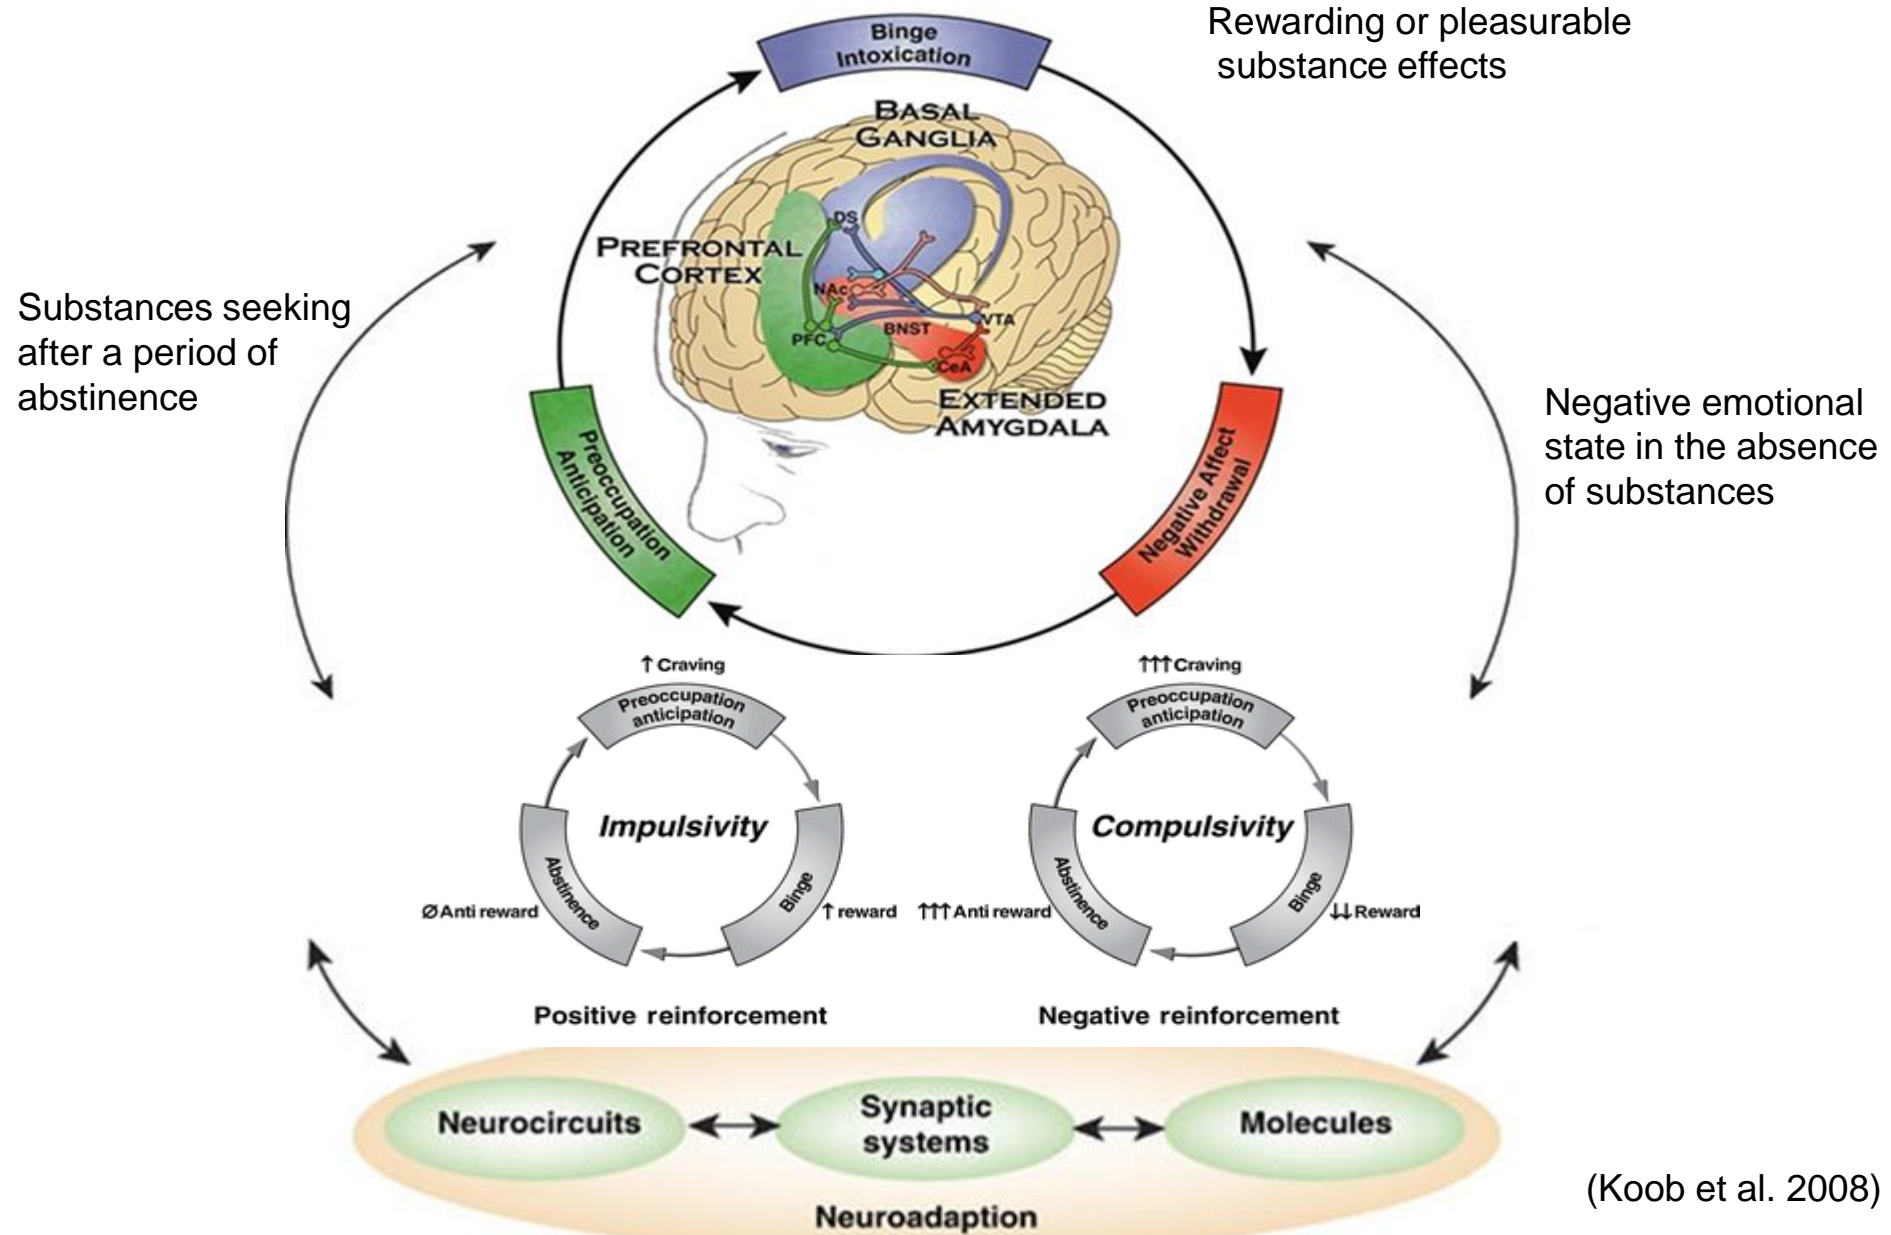 Rewarding or pleasurable
substance effects
Binge
Intoxication
BASAL
GANGLIA
DS
PREFRONTAL
CORTEX
NAc
PFC
BNST
VTA
CeA
EXTENDED
AMYGDALA
Substances seeking
after a period of
abstinence
Preoccupation
Anticipation
Negative Affect
Withdrawal
Negative emotional
state in the absence
of substances
↑ Craving
Preoccupation
anticipation
Impulsivity
Abstinence
Binge
Ø Anti reward
↑ reward
Positive reinforcement
↑↑↑ Craving
Preoccupation
anticipation
Compulsivity
Abstinence
Binge
↑↑↑ Anti reward
↓↓ Reward
Negative reinforcement
Neurocircuits
Synaptic
systems
Molecules
Neuroadaption
(Koob et al. 2008)